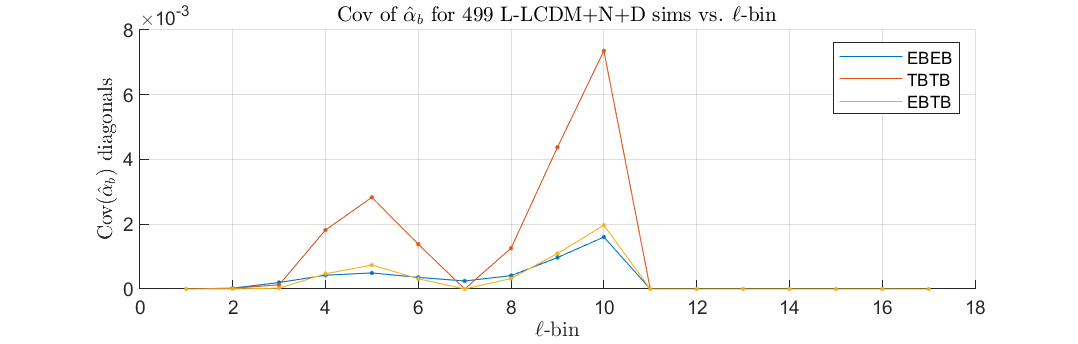 Cov of α̂_b for 499 L-LCDM+N+D sims vs. ℓ-bin
×10⁻³
8
6
4
2
0
Cov(α̂_b) diagonals
EBEB
TBTB
EBTB
0 2 4 6 8 10 12 14 16 18
ℓ-bin